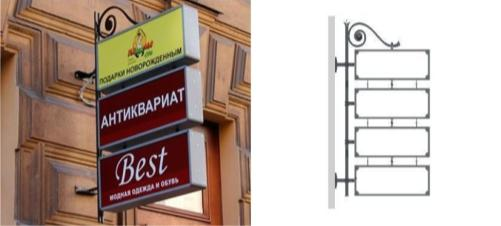 ПОДАРКИ НОВОРОЖДЕННЫМ
АНТИКВАРИАТ
Best
МОДНАЯ ОДЕЖДА И ОБУВЬ